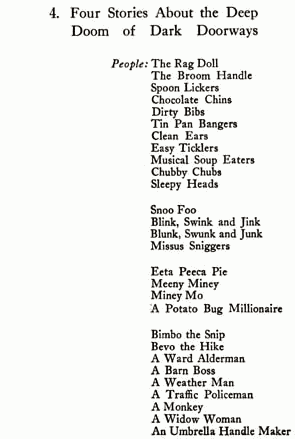 4. Four Stories About the Deep
Doom of Dark Doorways
People: The Rag Doll
The Broom Handle
Spoon Lickers
Chocolate Chins
Dirty Bibs
Tin Pan Bangers
Clean Ears
Easy Ticklers
Musical Soup Eaters
Chubby Chubs
Sleepy Heads
Snoo Foo
Blink, Swink and Jink
Blunk, Swunk and Junk
Missus Sniggers
Eeta Peeca Pie
Meeny Miney
Miney Mo
A Potato Bug Millionaire
Bimbo the Snip
Bevo the Hike
A Ward Alderman
A Barn Boss
A Weather Man
A Traffic Policeman
A Monkey
A Widow Woman
An Umbrella Handle Maker